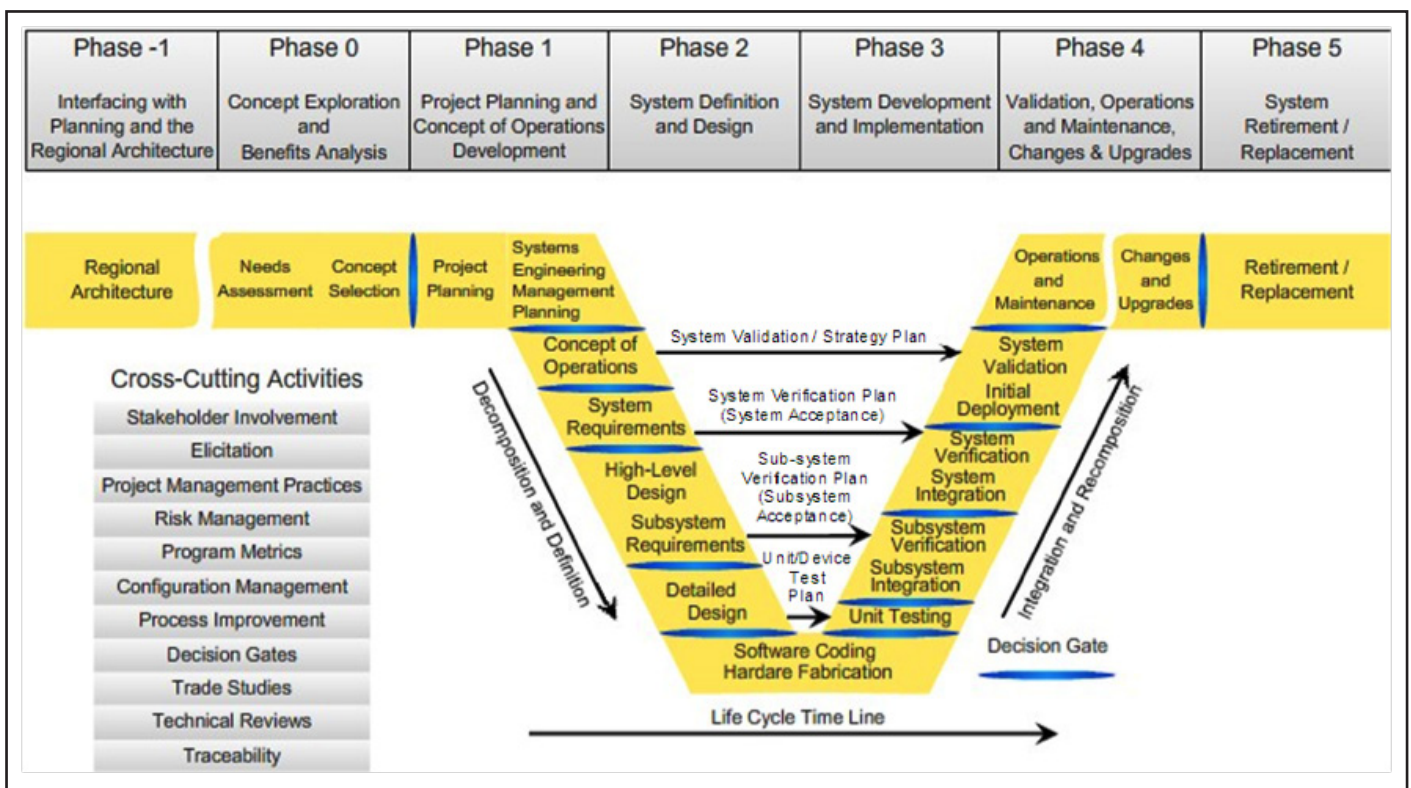 Phase -1
Interfacing with
Planning and the
Regional Architecture
Phase 0
Concept Exploration
and
Benefits Analysis
Phase 1
Project Planning and
Concept of Operations
Development
Phase 2
System Definition
and Design
Phase 3
System Development
and Implementation
Phase 4
Validation, Operations
and Maintenance,
Changes & Upgrades
Phase 5
System
Retirement /
Replacement
Regional
Architecture
Needs
Assessment
Concept
Selection
Project
Planning
Systems
Engineering
Management
Planning
Operations
and
Maintenance
Changes
and
Upgrades
Retirement /
Replacement
Concept of
Operations
System Validation / Strategy Plan
System
Validation
Initial
Deployment
System
Requirements
System Verification Plan
(System Acceptance)
System
Verification
System
Integration
High-Level
Design
Subsystem
Requirements
Sub-system
Verification Plan
(Subsystem
Acceptance)
Subsystem
Verification
Subsystem
Integration
Detailed
Design
Unit/Device
Test
Plan
Unit Testing
Software Coding
Hardare Fabrication
Decomposition and Definition
Integration and Recomposition
Decision Gate
Life Cycle Time Line
Cross-Cutting Activities
Stakeholder Involvement
Elicitation
Project Management Practices
Risk Management
Program Metrics
Configuration Management
Process Improvement
Decision Gates
Trade Studies
Technical Reviews
Traceability